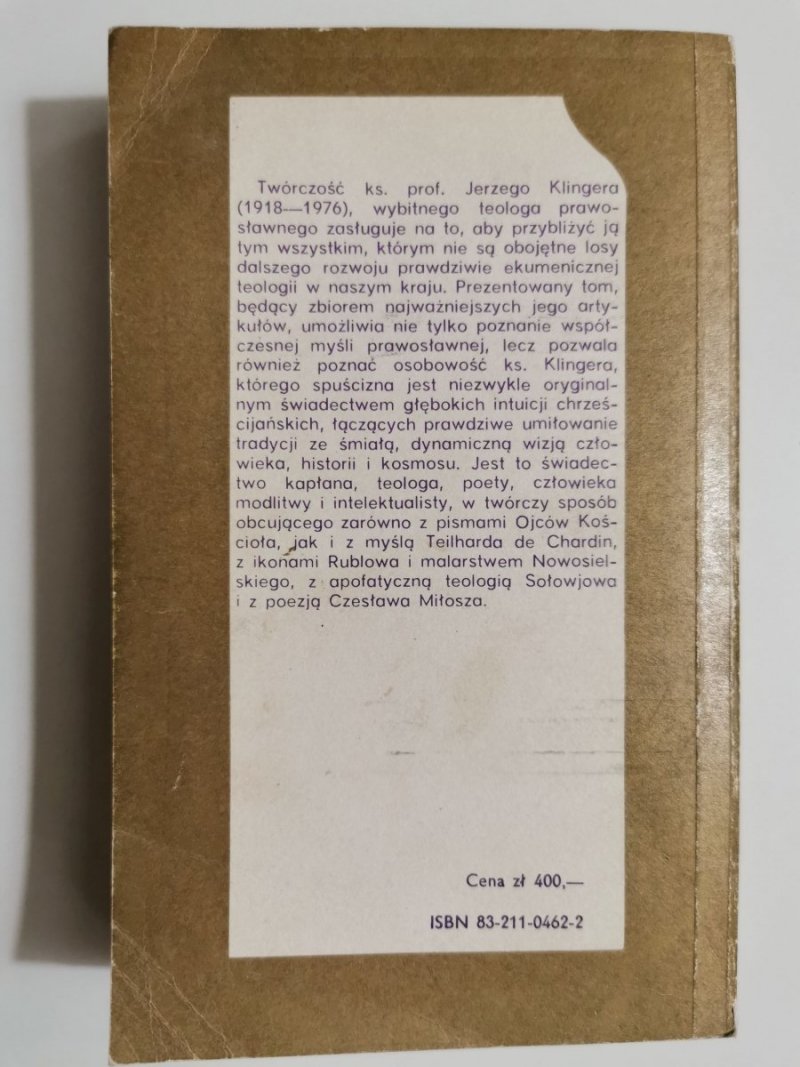 Twórczość ks. prof. Jerzego Klingera
(1918—1976), wybitnego teologa prawo-
sławnego zasługuje na to, aby przybliżyć ją
tym wszystkim, którym nie są obojętne losy
dalszego rozwoju prawdziwie ekumenicznej
teologii w naszym kraju. Prezentowany tom,
będący zbiorem najważniejszych jego arty-
kułów, umożliwia nie tylko poznanie współ-
czesnej myśli prawosławnej, lecz pozwala
również poznać osobowość ks. Klingera,
którego spuścizna jest niezwykle oryginal-
nym świadectwem głębokich intuicji chrześ-
cijańskich, łączących prawdziwe umiłowanie
tradycji ze śmiałą, dynamiczną wizją czło-
wieka, historii i kosmosu. Jest to świadec-
two kapłana, teologa, poety, człowieka
modlitwy i intelektualisty, w twórczy sposób
obcującego zarówno z pismami Ojców Koś-
cioła, jak i z myślą Teilharda de Chardin,
z ikonami Rublowa i malarstwem Nowosiel-
skiego, z apofatyczną teologią Sołowjowa
i z poezją Czesława Miłosza.
Cena zł 400,—
ISBN 83-211-0462-2